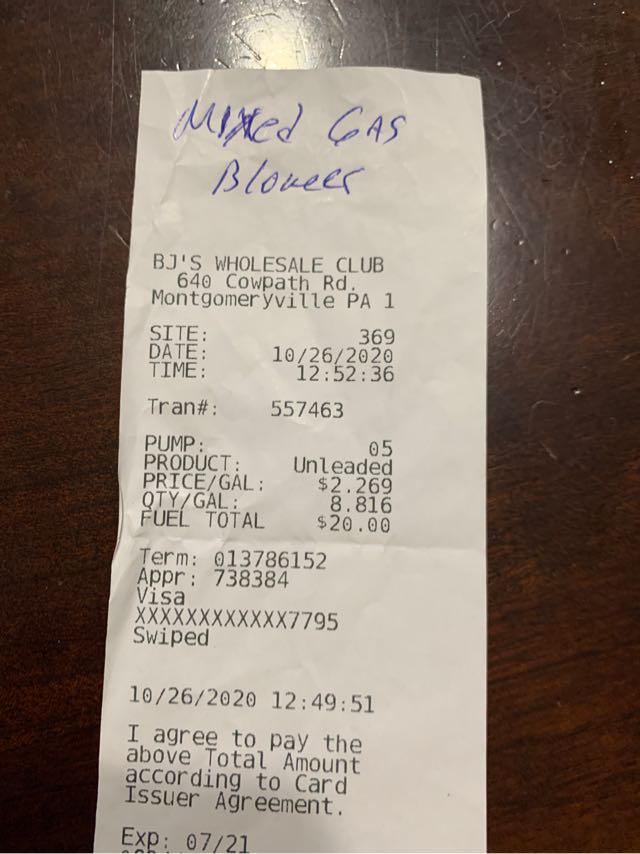 Mixed GAS
Blower
BJ'S WHOLESALE CLUB
640 Cowpath Rd.
Montgomeryville PA 1
SITE: 369
DATE: 10/26/2020
TIME: 12:52:36
Tran#: 557463
PUMP: 05
PRODUCT: Unleaded
PRICE/GAL: $2.269
QTY/GAL: 8.816
FUEL TOTAL $20.00
Term: 013786152
Appr: 738384
Visa
XXXXXXXXXXXX7795
Swiped
10/26/2020 12:49:51
I agree to pay the
above Total Amount
according to Card
Issuer Agreement.
Exp: 07/21